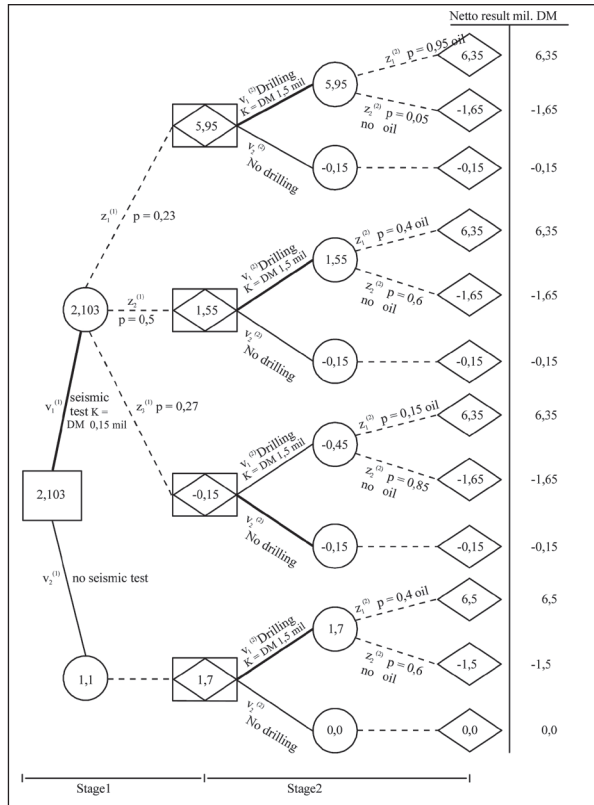 Netto result mil. DM
z₁⁽²⁾ p = 0,95 oil
6,35
6,35
v₁⁽²⁾ Drilling
K = DM 1,5 mil
5,95
z₂⁽²⁾ p = 0,05
no oil
-1,65
-1,65
5,95
v₂⁽²⁾
No drilling
-0,15
-0,15
-0,15
z₁⁽¹⁾ p = 0,23
z₁⁽²⁾ p = 0,4 oil
6,35
6,35
v₁⁽²⁾ Drilling
K = DM 1,5 mil
1,55
z₂⁽²⁾ p = 0,6
no oil
-1,65
-1,65
2,103
z₂⁽¹⁾
p = 0,5
1,55
v₂⁽²⁾
No drilling
-0,15
-0,15
-0,15
v₁⁽¹⁾ seismic
test K =
DM 0,15 mil
z₃⁽¹⁾ p = 0,27
z₁⁽²⁾ p = 0,15 oil
6,35
6,35
v₁⁽²⁾ Drilling
K = DM 1,5 mil
-0,45
z₂⁽²⁾ p = 0,85
no oil
-1,65
-1,65
2,103
-0,15
v₂⁽²⁾
No drilling
-0,15
-0,15
-0,15
v₂⁽¹⁾ no seismic test
z₁⁽²⁾ p = 0,4 oil
6,5
6,5
v₁⁽²⁾ Drilling
K = DM 1,5 mil
1,7
z₂⁽²⁾ p = 0,6
no oil
-1,5
-1,5
1,1
1,7
v₂⁽²⁾
No drilling
0,0
0,0
0,0
Stage1
Stage2